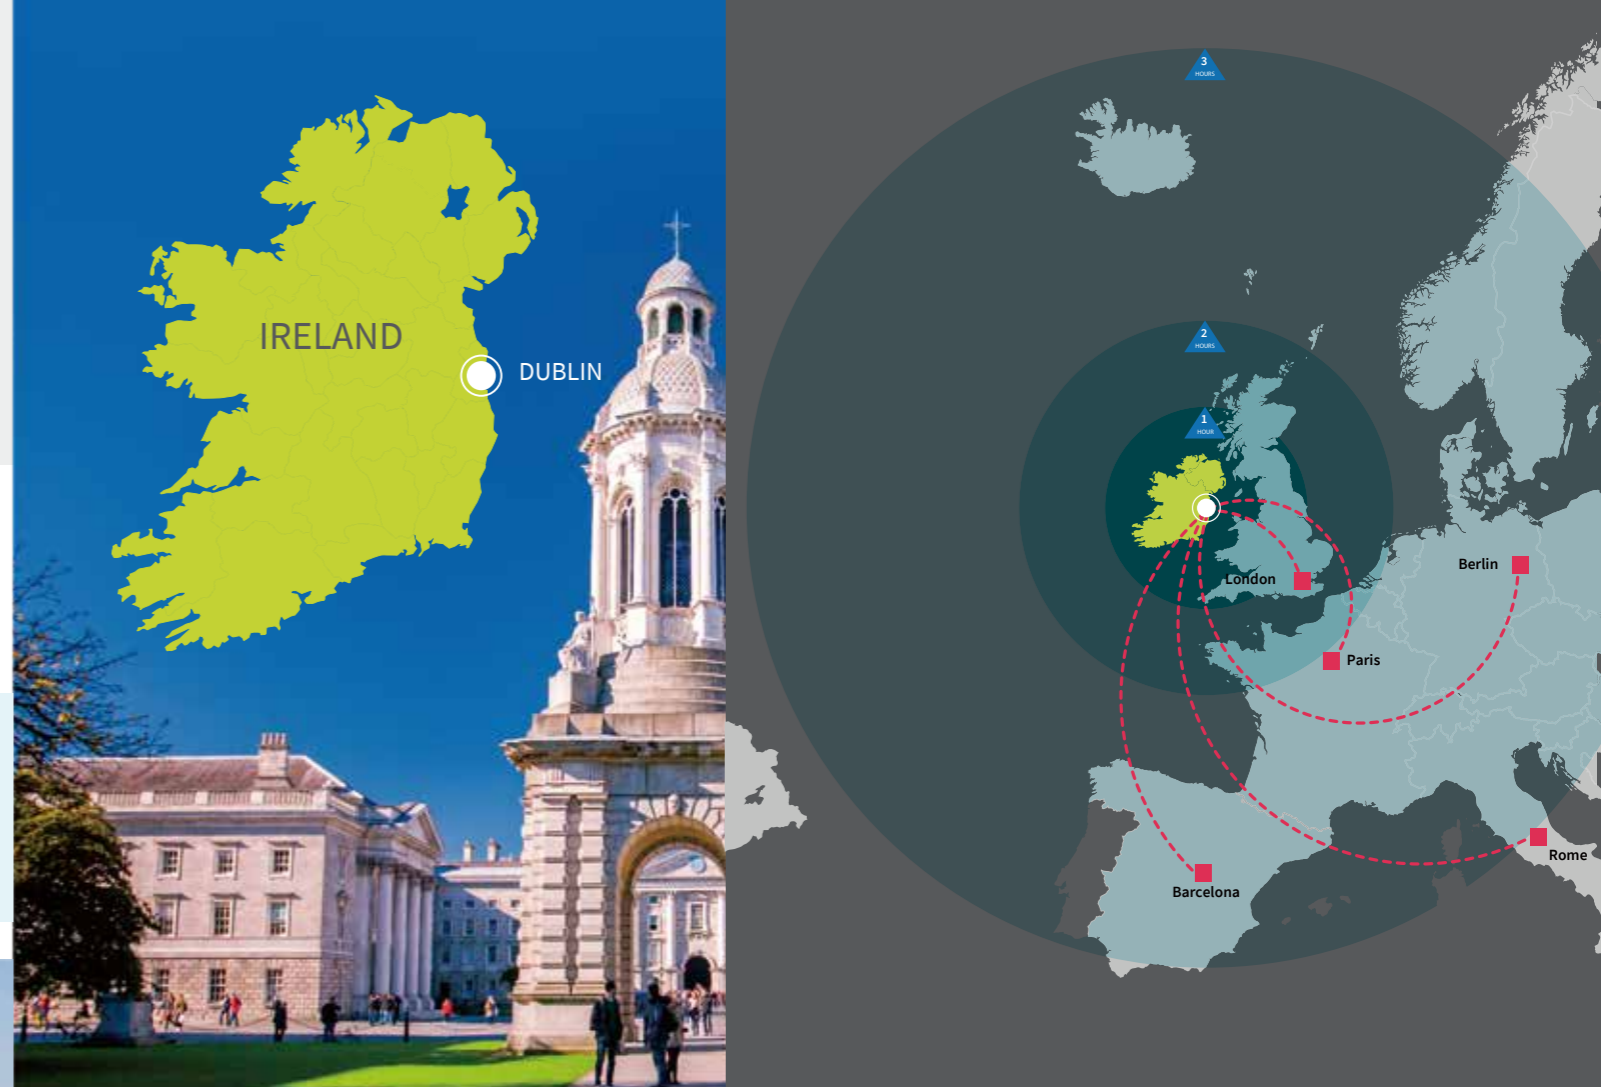 IRELAND
DUBLIN
3
HOURS
2
HOURS
1
HOUR
London
Berlin
Paris
Rome
Barcelona